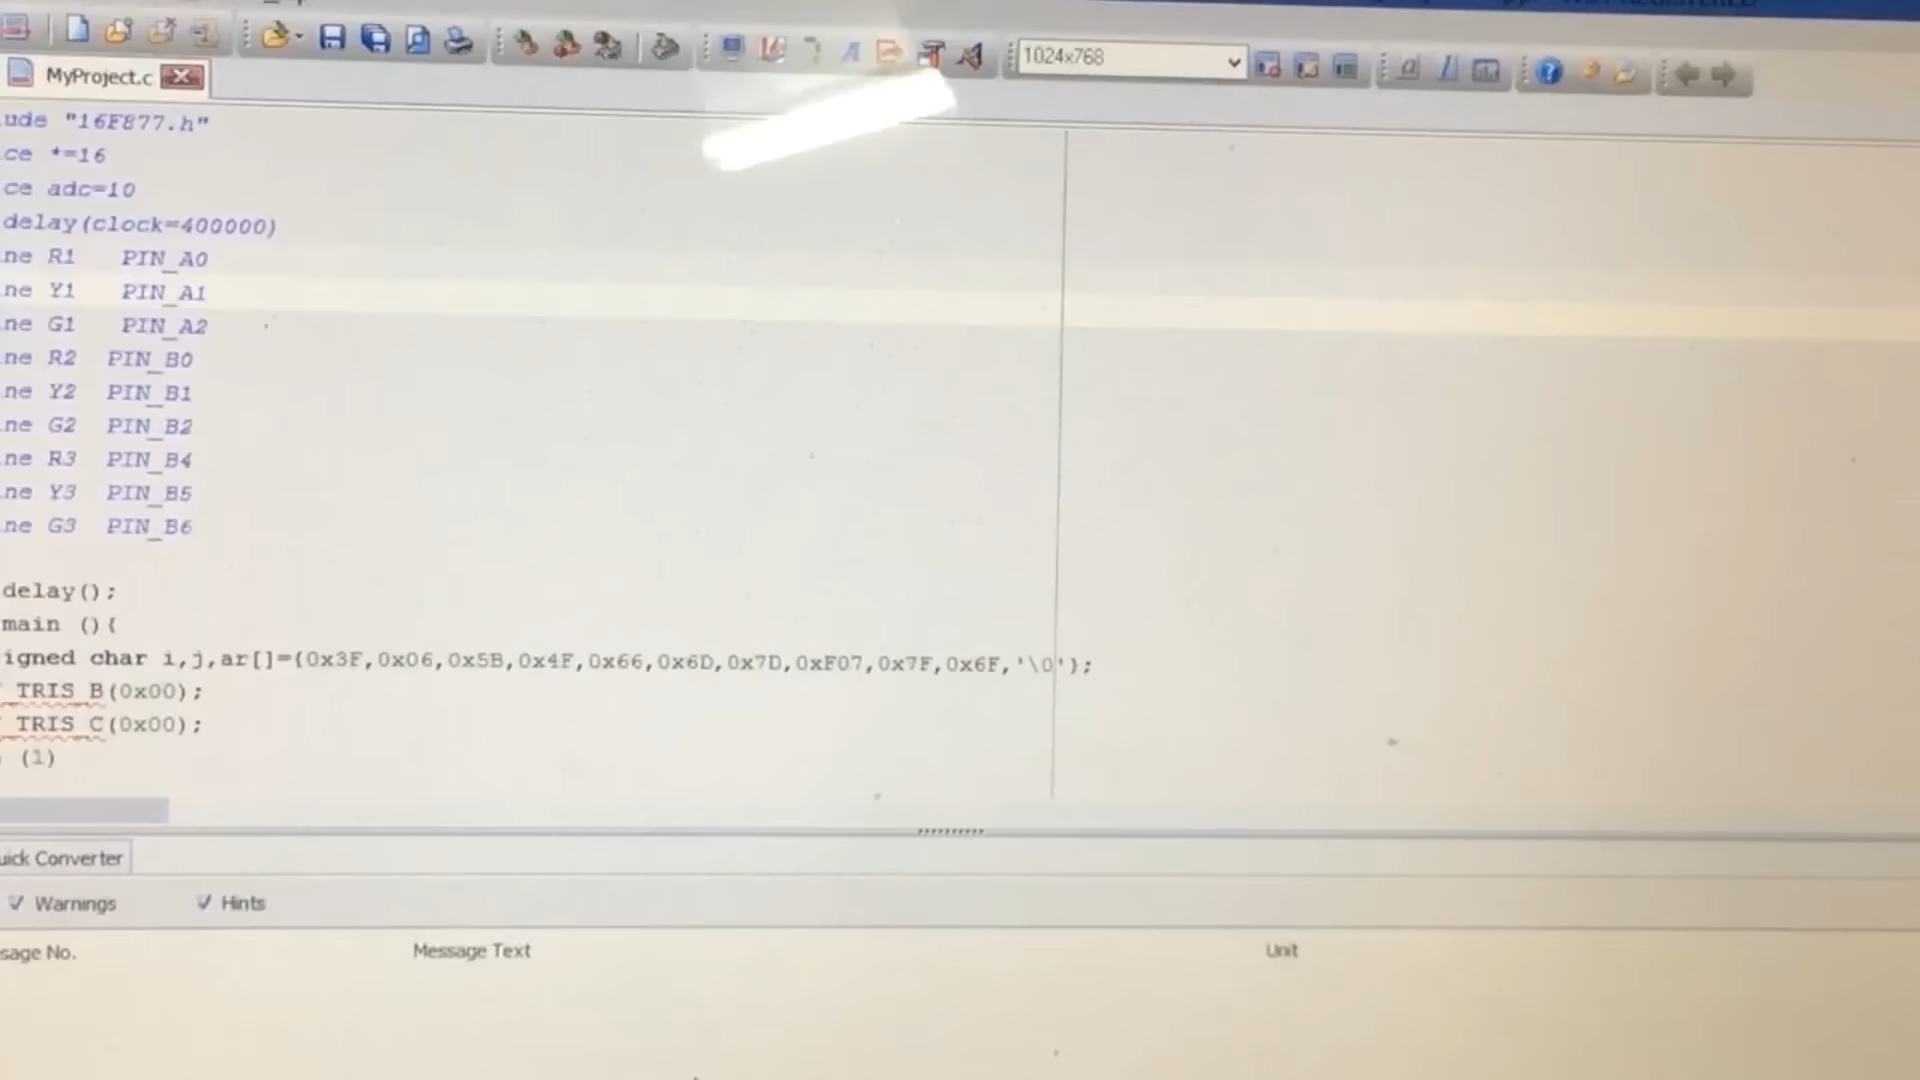 1024x768
MyProject.c
ude "16F877.h"
ce *=16
ce adc=10
delay(clock=400000)
ne R1 PIN_A0
ne Y1 PIN_A1
ne G1 PIN_A2
ne R2 PIN_B0
ne Y2 PIN_B1
ne G2 PIN_B2
ne R3 PIN_B4
ne Y3 PIN_B5
ne G3 PIN_B6
delay();
main (){
igned char i,j,ar[]={0x3F,0x06,0x5B,0x4F,0x66,0x6D,0x7D,0xF07,0x7F,0x6F,'\0'};
TRIS_B(0x00);
TRIS_C(0x00);
(1)
uick Converter
Warnings Hints
sage No. Message Text Unit